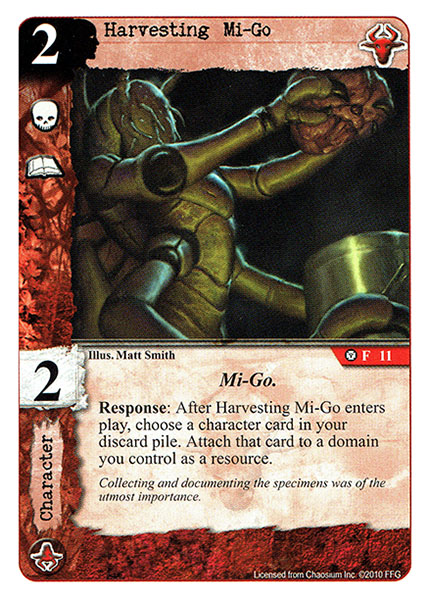 2
Harvesting Mi-Go
Illus. Matt Smith
F 11
2
Mi-Go.
Response: After Harvesting Mi-Go enters
play, choose a character card in your
discard pile. Attach that card to a domain
you control as a resource.
Collecting and documenting the specimens was of the
utmost importance.
Character
Licensed from Chaosium Inc. ©2010 FFG